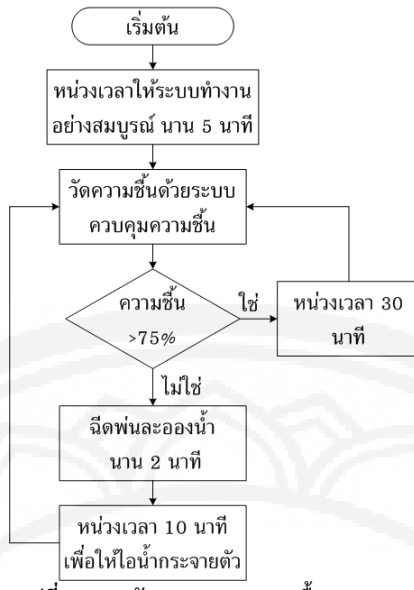 เริ่มต้น
หน่วงเวลาให้ระบบทำงาน
อย่างสมบูรณ์ นาน 5 นาที
วัดความชื้นด้วยระบบ
ควบคุมความชื้น
ความชื้น
>75%
ใช่
หน่วงเวลา 30
นาที
ไม่ใช่
ฉีดพ่นละอองน้ำ
นาน 2 นาที
หน่วงเวลา 10 นาที
เพื่อให้ไอน้ำกระจายตัว